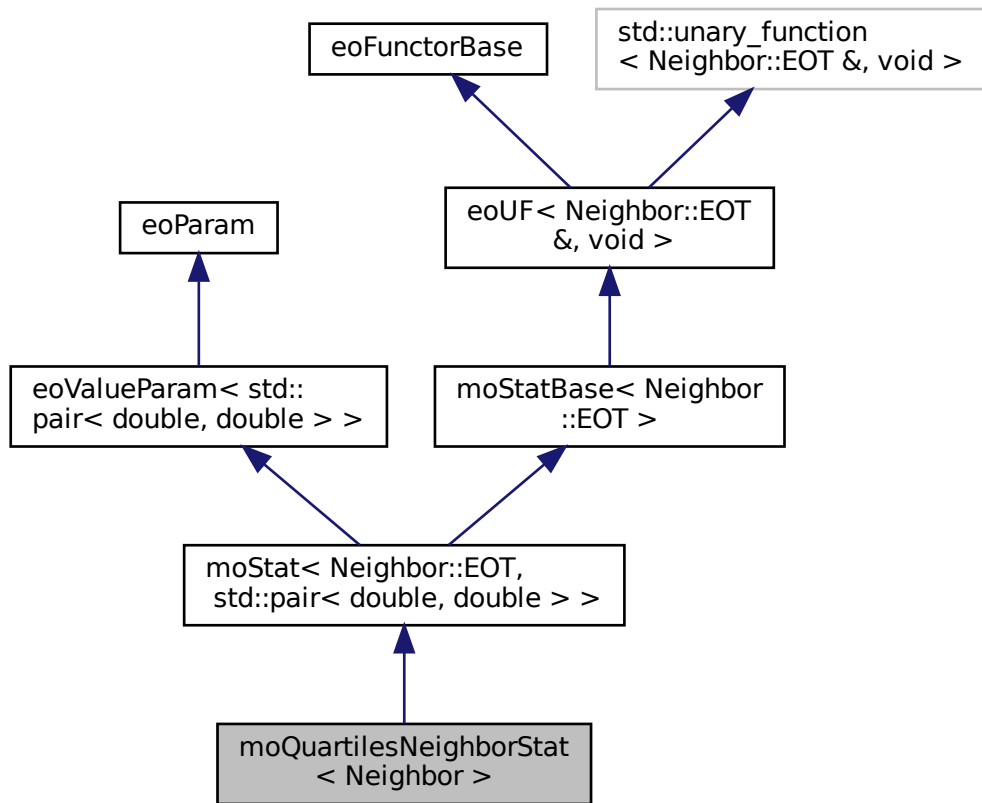 eoFunctorBase
std::unary_function
< Neighbor::EOT &, void >
eoParam
eoUF< Neighbor::EOT
&, void >
eoValueParam< std::
pair< double, double > >
moStatBase< Neighbor
::EOT >
moStat< Neighbor::EOT,
std::pair< double, double > >
moQuartilesNeighborStat
< Neighbor >